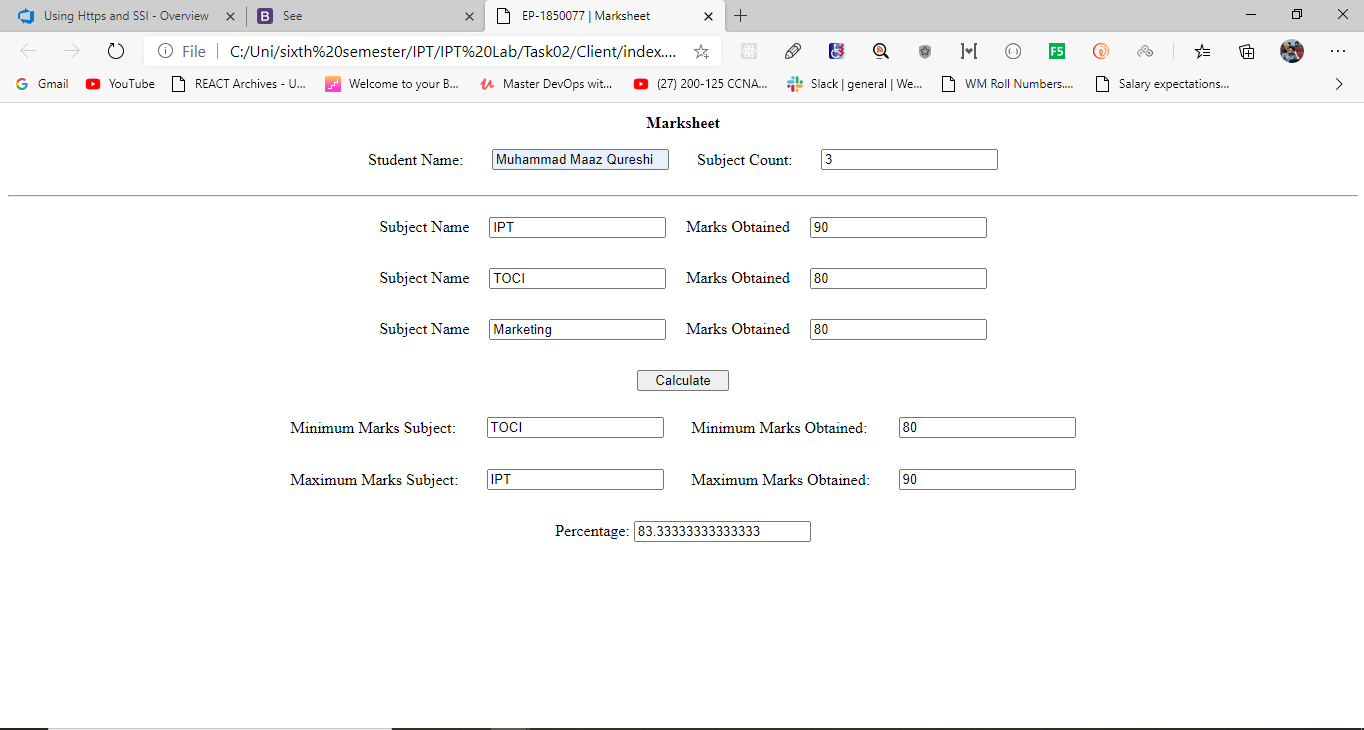 Using Https and SSl - Overview See EP-1850077 | Marksheet
File C:/Uni/sixth%20semester/IPT/IPT%20Lab/Task02/Client/index....
Gmail YouTube REACT Archives - U... Welcome to your B... Master DevOps wit... (27) 200-125 CCNA... Slack | general | We... WM Roll Numbers.... Salary expectations...
Marksheet
Student Name: Muhammad Maaz Qureshi Subject Count: 3
Subject Name IPT Marks Obtained 90
Subject Name TOCI Marks Obtained 80
Subject Name Marketing Marks Obtained 80
Calculate
Minimum Marks Subject: TOCI Minimum Marks Obtained: 80
Maximum Marks Subject: IPT Maximum Marks Obtained: 90
Percentage: 83.33333333333333